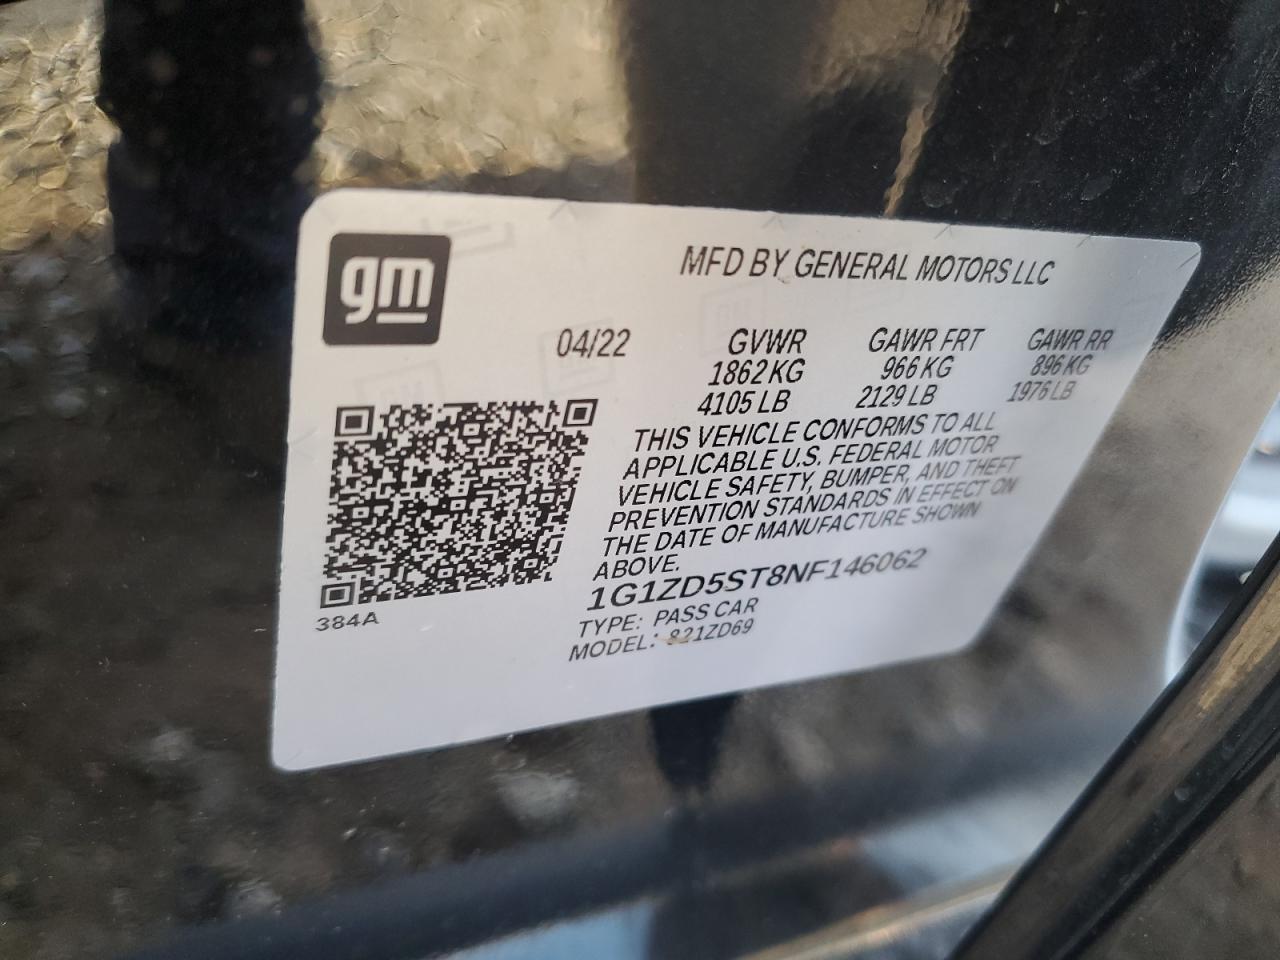 gm
MFD BY GENERAL MOTORS LLC
04/22 GVWR GAWR FRT GAWR RR
1862 KG 966 KG 896 KG
4105 LB 2129 LB 1976 LB
THIS VEHICLE CONFORMS TO ALL
APPLICABLE U.S. FEDERAL MOTOR
VEHICLE SAFETY, BUMPER, AND THEFT
PREVENTION STANDARDS IN EFFECT ON
THE DATE OF MANUFACTURE SHOWN
ABOVE.
1G1ZD5ST8NF146062
TYPE: PASS CAR
MODEL: 821ZD69
384A